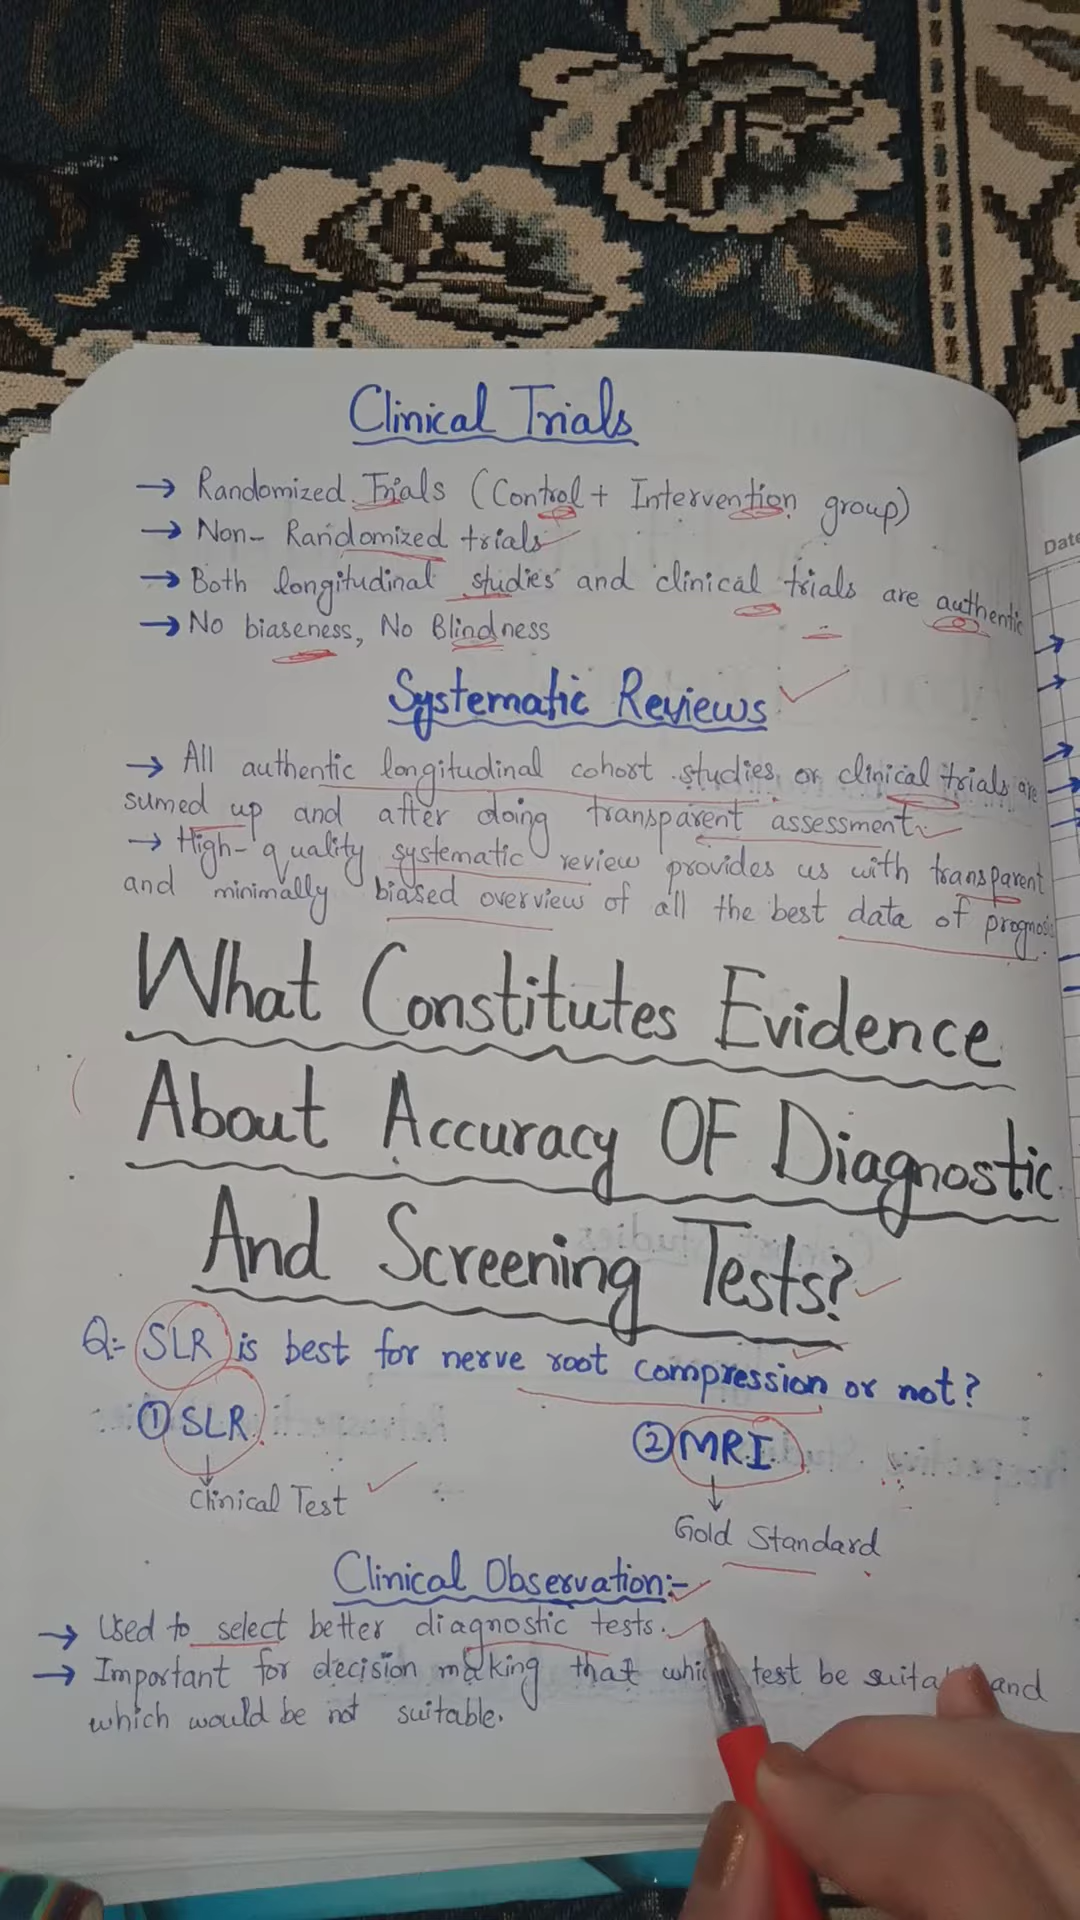 Clinical Trials
→ Randomized Trials (Control + Intervention group)
→ Non- Randomized trials
→ Both longitudinal studies and clinical trials are authentic
→ No biaseness, No Blindness
Systematic Reviews
→ All authentic longitudinal cohort studies or clinical trials are
sumed up and after doing transparent assessment.
→ High-quality systematic review provides us with transparent
and minimally biased overview of all the best data of prognosis
What Constitutes Evidence
About Accuracy OF Diagnostic
And Screening Tests?
Q:- SLR is best for nerve root compression or not?
① SLR ② MRI
↓ ↓
Clinical Test Gold Standard
Clinical Observation:-
→ Used to select better diagnostic tests.
→ Important for decision making that test be and
which would be not suitable.
Date